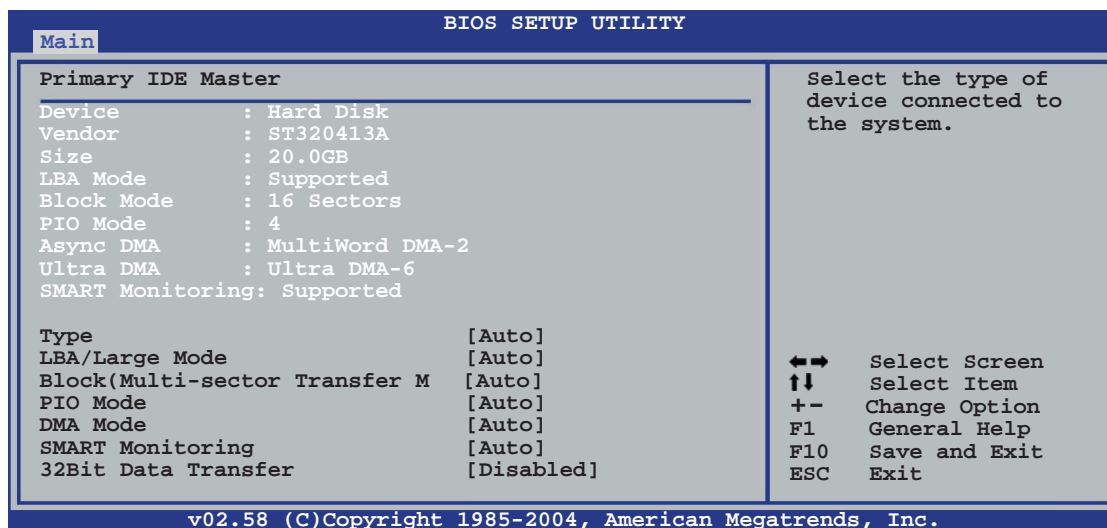 BIOS SETUP UTILITY
Main
Primary IDE Master
Device : Hard Disk
Vendor : ST320413A
Size : 20.0GB
LBA Mode : Supported
Block Mode : 16 Sectors
PIO Mode : 4
Async DMA : MultiWord DMA-2
Ultra DMA : Ultra DMA-6
SMART Monitoring: Supported
Type [Auto]
LBA/Large Mode [Auto]
Block(Multi-sector Transfer M [Auto]
PIO Mode [Auto]
DMA Mode [Auto]
SMART Monitoring [Auto]
32Bit Data Transfer [Disabled]
Select the type of
device connected to
the system.
←→ Select Screen
↑↓ Select Item
+- Change Option
F1 General Help
F10 Save and Exit
ESC Exit
v02.58 (C)Copyright 1985-2004, American Megatrends, Inc.